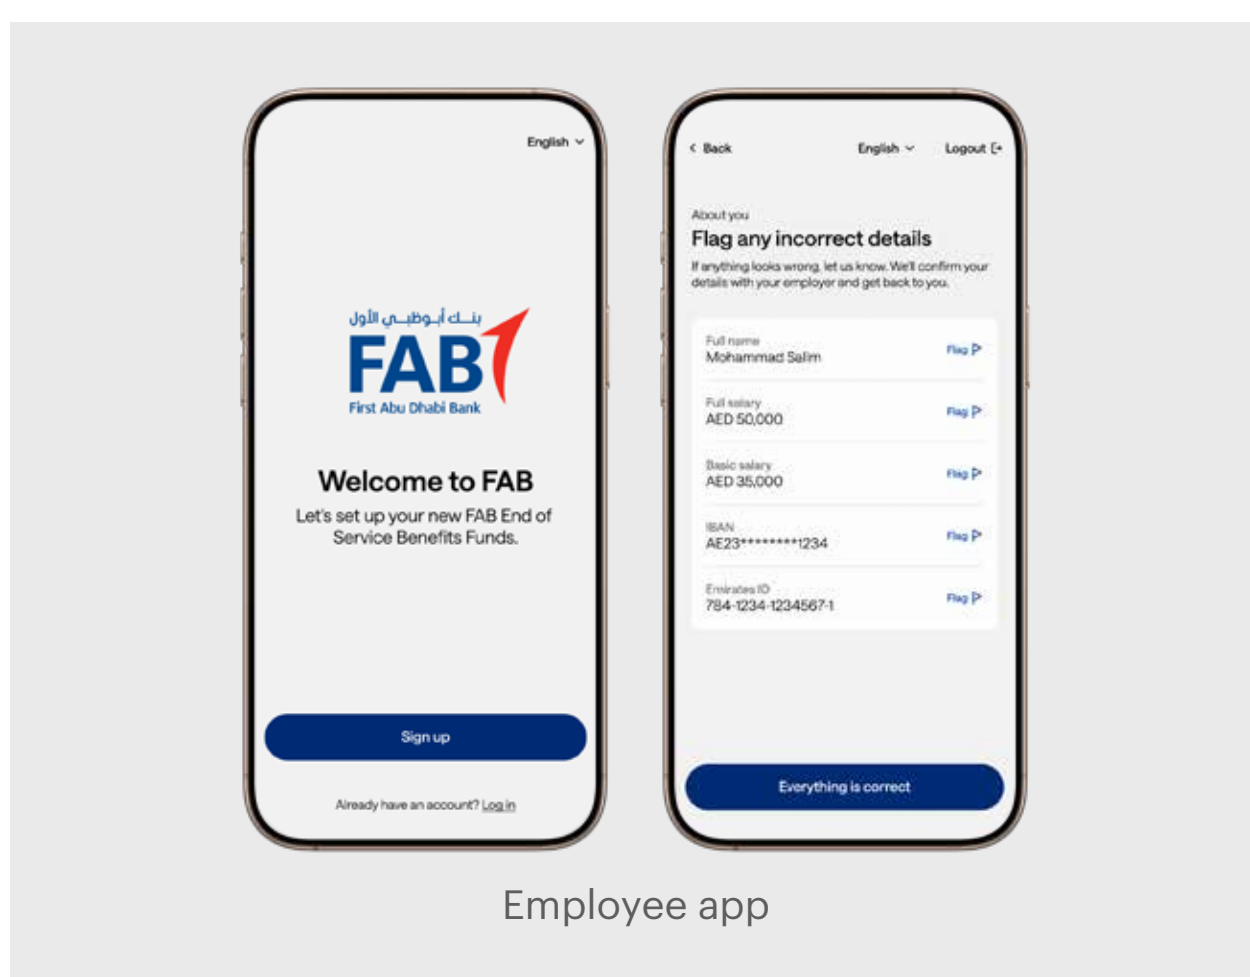 English
بنك أبوظبي الأول
FAB
First Abu Dhabi Bank
Welcome to FAB
Let's set up your new FAB End of
Service Benefits Funds.
Sign up
Already have an account? Log in
Back
English
Logout
About you
Flag any incorrect details
If anything looks wrong, let us know. We'll confirm your
details with your employer and get back to you.
Full name
Mohammad Salim
Flag
Full salary
AED 50,000
Flag
Basic salary
AED 35,000
Flag
IBAN
AE23********1234
Flag
Emirates ID
784-1234-1234567-1
Flag
Everything is correct
Employee app